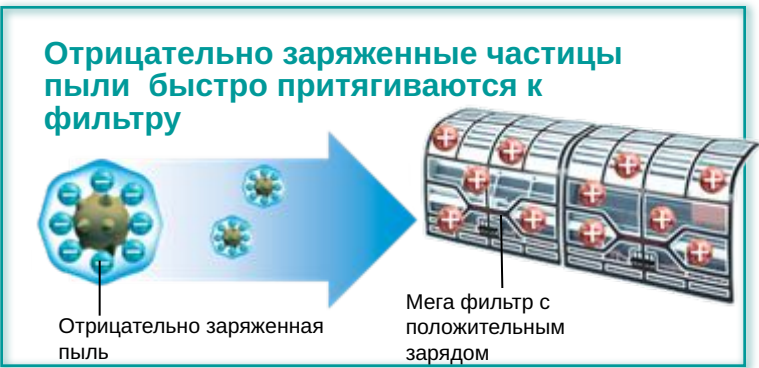 Отрицательно заряженные частицы
пыли  быстро притягиваются к
фильтру
Отрицательно заряженная
пыль
Мега фильтр с
положительным
зарядом